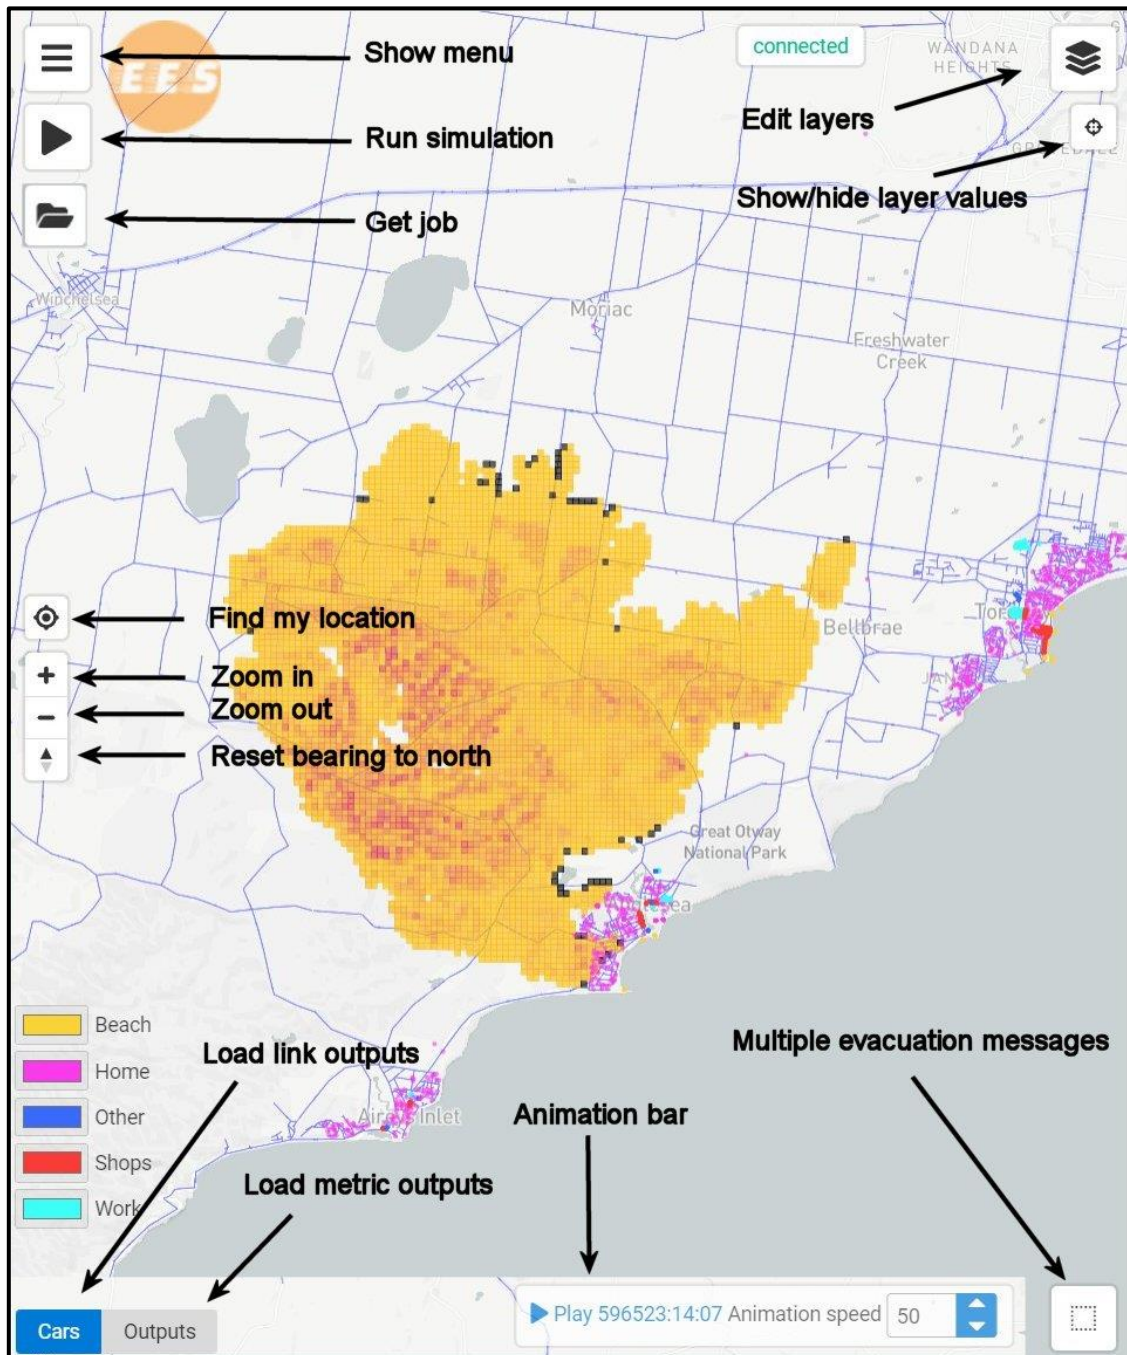 Show menu
EES
connected
WANDANA
HEIGHTS
Edit layers
Run simulation
Show/hide layer values
Get job
Winchelsea
Moriac
Freshwater
Creek
Find my location
Bellbrae
Zoom in
Zoom out
Reset bearing to north
Great Otway
National Park
Beach
Home
Other
Shops
Work
Load link outputs
Multiple evacuation messages
Animation bar
Load metric outputs
Cars
Outputs
Play 596523:14:07 Animation speed 50